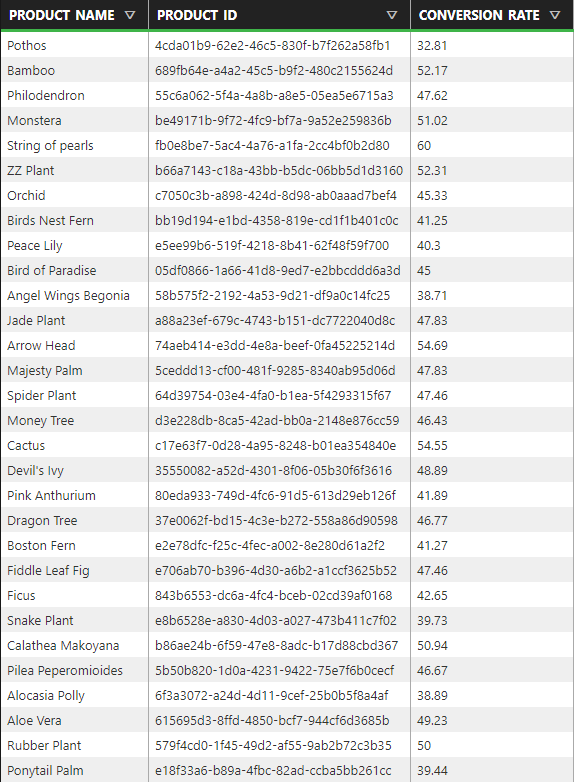 PRODUCT NAME PRODUCT ID CONVERSION RATE
Pothos 4cda01b9-62e2-46c5-830f-b7f262a58fb1 32.81
Bamboo 689fb64e-a4a2-45c5-b9f2-480c2155624d 52.17
Philodendron 55c6a062-5f4a-4a8b-a8e5-05ea5e6715a3 47.62
Monstera be49171b-9f72-4fc9-bf7a-9a52e259836b 51.02
String of pearls fb0e8be7-5ac4-4a76-a1fa-2cc4bf0b2d80 60
ZZ Plant b66a7143-c18a-43bb-b5dc-06bb5d1d3160 52.31
Orchid c7050c3b-a898-424d-8d98-ab0aaad7bef4 45.33
Birds Nest Fern bb19d194-e1bd-4358-819e-cd1f1b401c0c 41.25
Peace Lily e5ee99b6-519f-4218-8b41-62f48f59f700 40.3
Bird of Paradise 05df0866-1a66-41d8-9ed7-e2bbcddd6a3d 45
Angel Wings Begonia 58b575f2-2192-4a53-9d21-df9a0c14fc25 38.71
Jade Plant a88a23ef-679c-4743-b151-dc7722040d8c 47.83
Arrow Head 74aeb414-e3dd-4e8a-beef-0fa45225214d 54.69
Majesty Palm 5ceddd13-cf00-481f-9285-8340ab95d06d 47.83
Spider Plant 64d39754-03e4-4fa0-b1ea-5f4293315f67 47.46
Money Tree d3e228db-8ca5-42ad-bb0a-2148e876cc59 46.43
Cactus c17e63f7-0d28-4a95-8248-b01ea354840e 54.55
Devil's Ivy 35550082-a52d-4301-8f06-05b30f6f3616 48.89
Pink Anthurium 80eda933-749d-4fc6-91d5-613d29eb126f 41.89
Dragon Tree 37e0062f-bd15-4c3e-b272-558a86d90598 46.77
Boston Fern e2e78dfc-f25c-4fec-a002-8e280d61a2f2 41.27
Fiddle Leaf Fig e706ab70-b396-4d30-a6b2-a1ccf3625b52 47.46
Ficus 843b6553-dc6a-4fc4-bceb-02cd39af0168 42.65
Snake Plant e8b6528e-a830-4d03-a027-473b411c7f02 39.73
Calathea Makoyana b86ae24b-6f59-47e8-8adc-b17d88cbd367 50.94
Pilea Peperomioides 5b50b820-1d0a-4231-9422-75e7f6b0cecf 46.67
Alocasia Polly 6f3a3072-a24d-4d11-9cef-25b0b5f8a4af 38.89
Aloe Vera 615695d3-8ffd-4850-bcf7-944cf6d3685b 49.23
Rubber Plant 579f4cd0-1f45-49d2-af55-9ab2b72c3b35 50
Ponytail Palm e18f33a6-b89a-4fbc-82ad-ccba5bb261cc 39.44